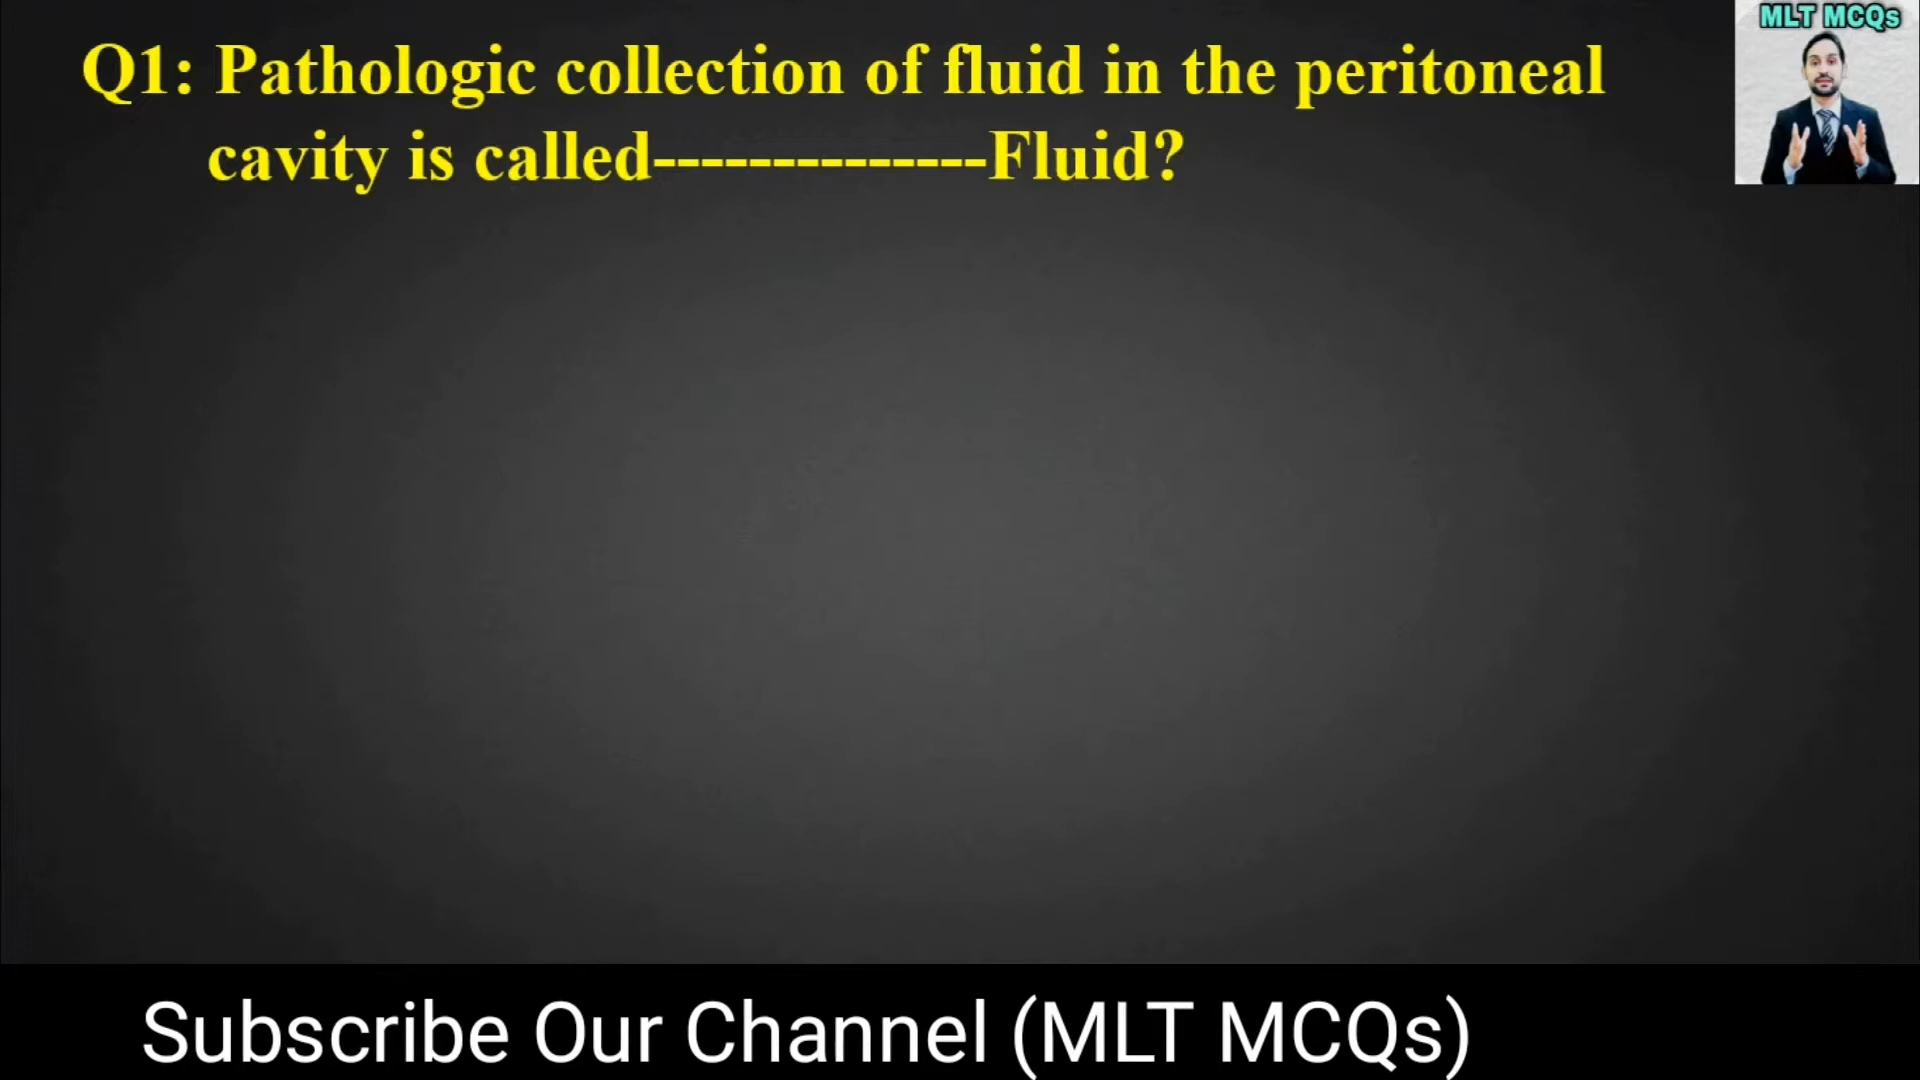 MLT MCQs
Q1: Pathologic collection of fluid in the peritoneal
cavity is called--------------Fluid?
Subscribe Our Channel (MLT MCQs)